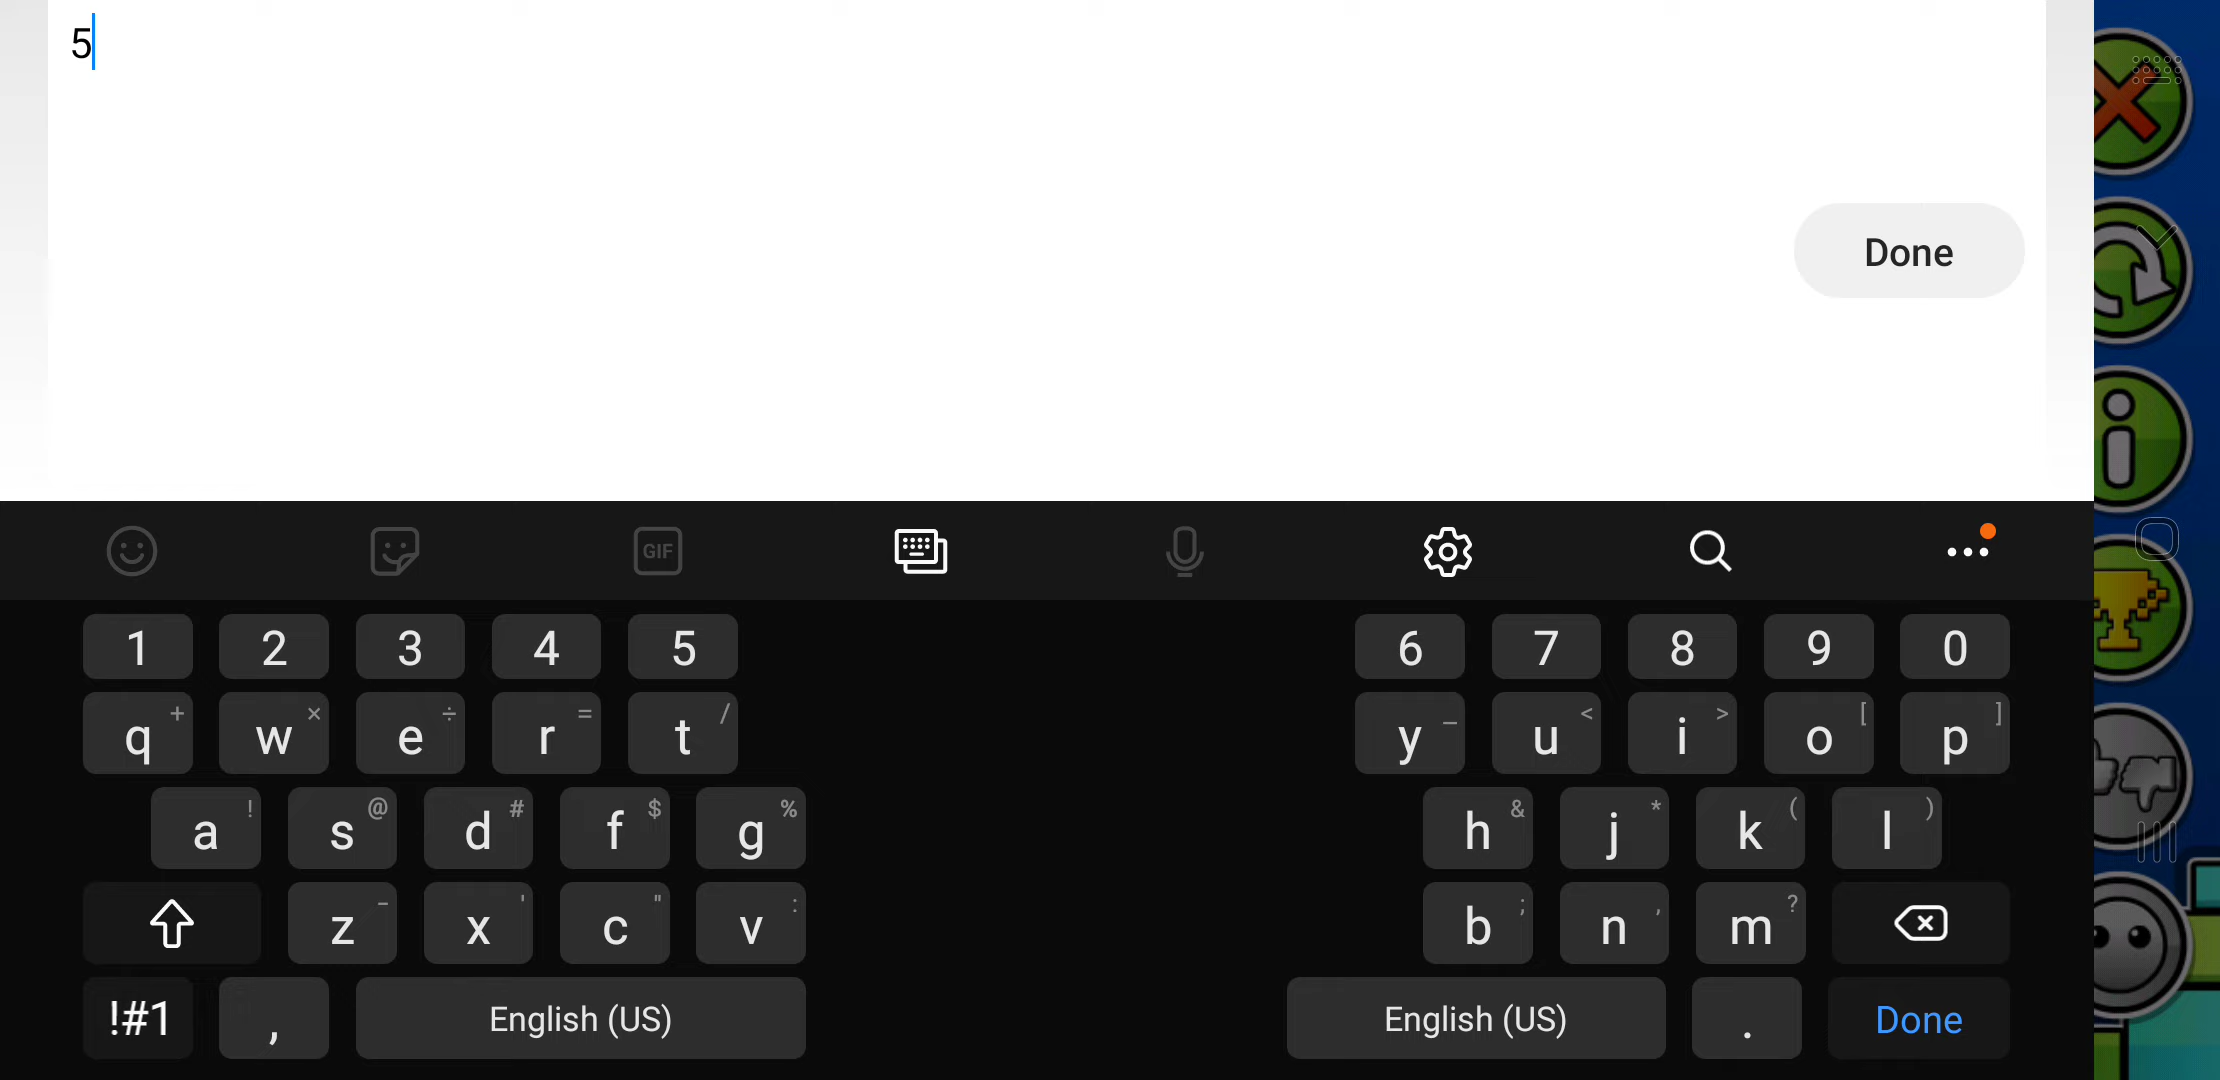 5
Done
GIF
1 2 3 4 5 6 7 8 9 0
q + w × e ÷ r = t / y _ u < i > o [ p ]
a ! s @ d # f $ g % h & j * k ( l )
z - x ' c " v : b ; n , m ?
!#1 , English (US) English (US) . Done